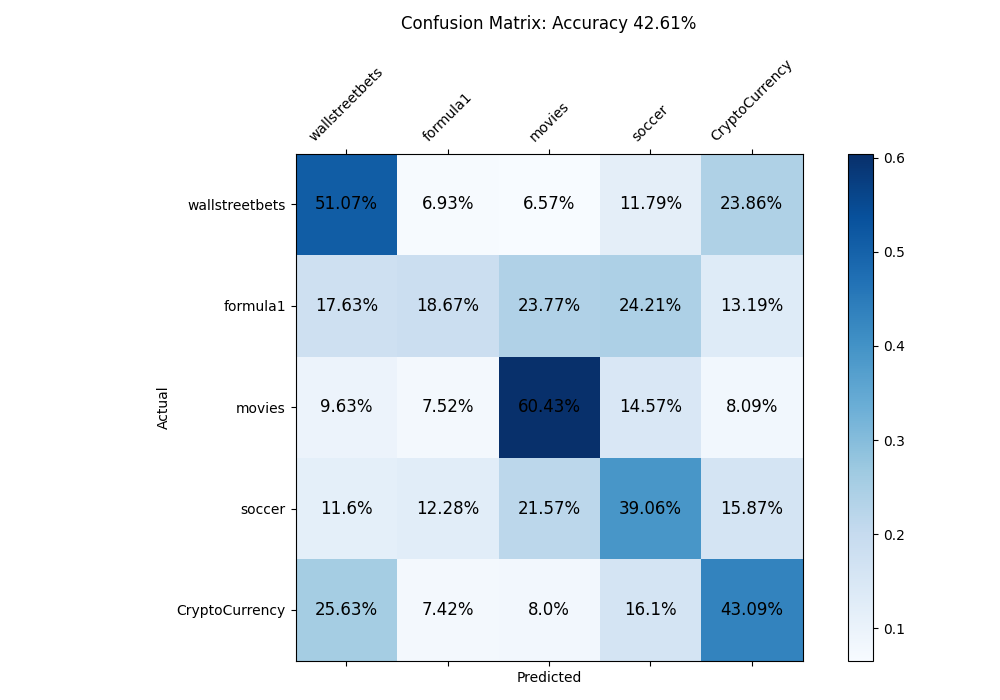 Confusion Matrix: Accuracy 42.61%
wallstreetbets formula1 movies soccer CryptoCurrency
wallstreetbets 51.07% 6.93% 6.57% 11.79% 23.86%
formula1 17.63% 18.67% 23.77% 24.21% 13.19%
movies 9.63% 7.52% 60.43% 14.57% 8.09%
soccer 11.6% 12.28% 21.57% 39.06% 15.87%
CryptoCurrency 25.63% 7.42% 8.0% 16.1% 43.09%
Actual
Predicted
0.6
0.5
0.4
0.3
0.2
0.1